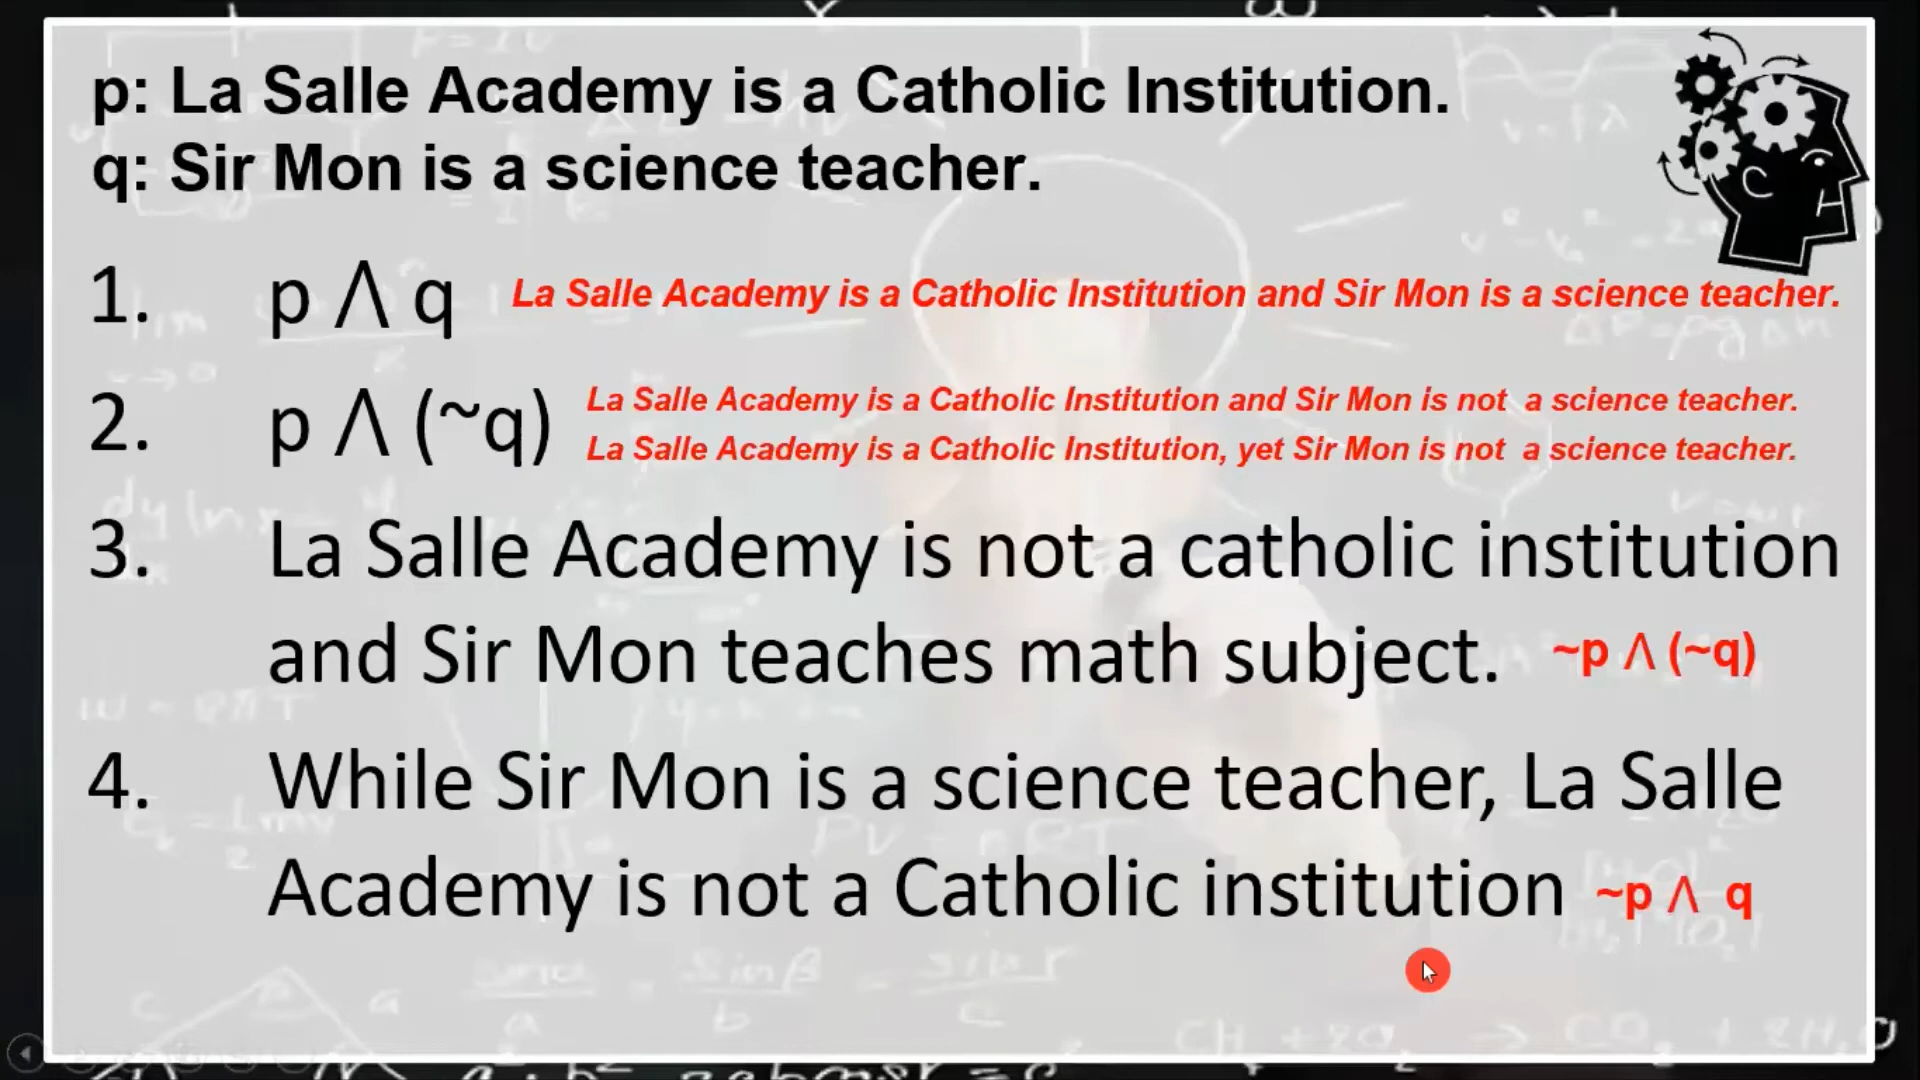 p: La Salle Academy is a Catholic Institution.
q: Sir Mon is a science teacher.
1. p ⋀ q La Salle Academy is a Catholic Institution and Sir Mon is a science teacher.
2. p ⋀ (~q) La Salle Academy is a Catholic Institution and Sir Mon is not a science teacher.
La Salle Academy is a Catholic Institution, yet Sir Mon is not a science teacher.
3. La Salle Academy is not a catholic institution
and Sir Mon teaches math subject. ~p ⋀ (~q)
4. While Sir Mon is a science teacher, La Salle
Academy is not a Catholic institution ~p ⋀ q